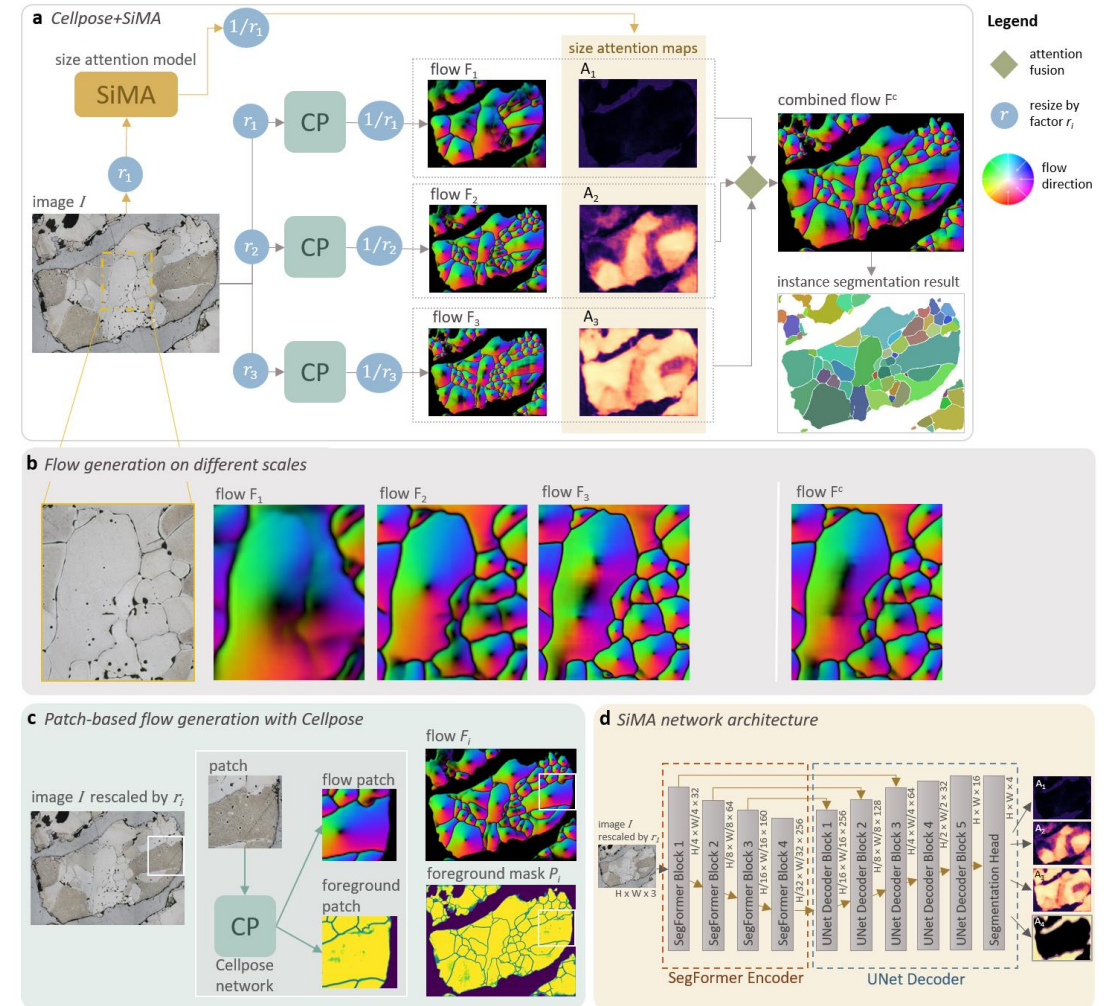 a Cellpose+SiMA
1/r₁
size attention model
SiMA
r₁
image I
r₁ CP 1/r₁
r₂ CP 1/r₂
r₃ CP 1/r₃
size attention maps
flow F₁
A₁
flow F₂
A₂
flow F₃
A₃
combined flow Fᶜ
instance segmentation result
Legend
attention
fusion
r
resize by
factor rᵢ
flow
direction
b Flow generation on different scales
flow F₁
flow F₂
flow F₃
flow Fᶜ
c Patch-based flow generation with Cellpose
image I rescaled by rᵢ
patch
CP
Cellpose
network
flow patch
foreground
patch
flow Fᵢ
foreground mask Pᵢ
d SiMA network architecture
image I
rescaled by r₁
H x W x 3
SegFormer Block 1
H/4 × W/4 × 32
SegFormer Block 2
H/8 × W/8 × 64
SegFormer Block 3
H/16 × W/16 × 160
SegFormer Block 4
H/32 × W/32 × 256
UNet Decoder Block 1
H/16 × W/16 × 256
UNet Decoder Block 2
H/8 × W/8 × 128
UNet Decoder Block 3
H/4 × W/4 × 64
UNet Decoder Block 4
H/2 × W/2 × 32
UNet Decoder Block 5
H × W × 16
Segmentation Head
H × W × 4
A₁
A₂
A₃
A₄
SegFormer Encoder
UNet Decoder